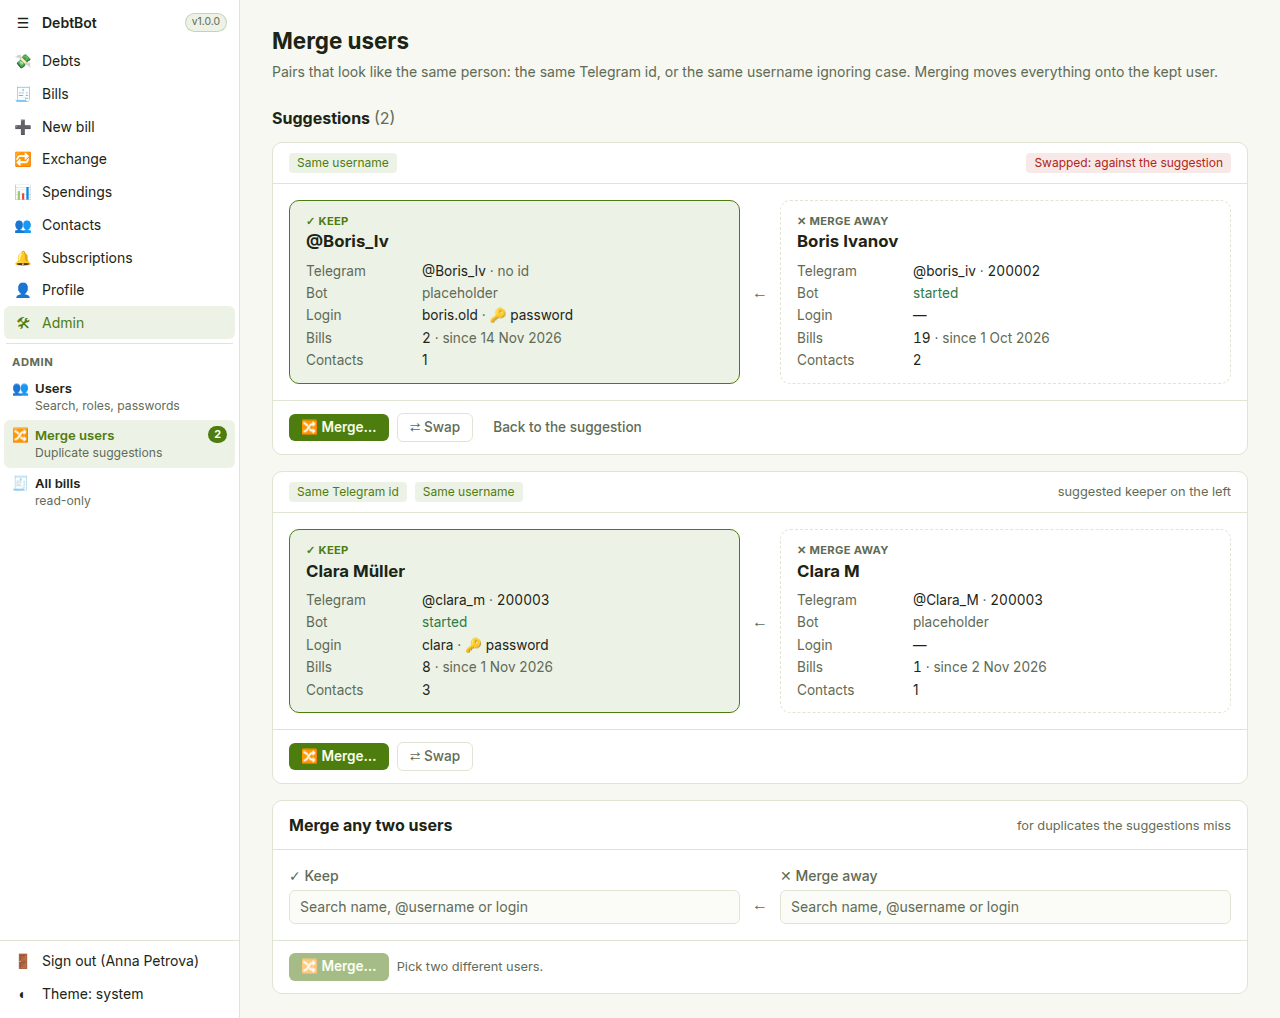 DebtBot v1.0.0
Debts
Bills
New bill
Exchange
Spendings
Contacts
Subscriptions
Profile
Admin
ADMIN
Users
Search, roles, passwords
Merge users 2
Duplicate suggestions
All bills
read-only
Sign out (Anna Petrova)
Theme: system
Merge users
Pairs that look like the same person: the same Telegram id, or the same username ignoring case. Merging moves everything onto the kept user.
Suggestions (2)
Same username Swapped: against the suggestion
✓ KEEP
@Boris_Iv
Telegram @Boris_Iv · no id
Bot placeholder
Login boris.old · 🔑 password
Bills 2 · since 14 Nov 2026
Contacts 1
←
✕ MERGE AWAY
Boris Ivanov
Telegram @boris_iv · 200002
Bot started
Login —
Bills 19 · since 1 Oct 2026
Contacts 2
🔀 Merge... ⇄ Swap Back to the suggestion
Same Telegram id Same username suggested keeper on the left
✓ KEEP
Clara Müller
Telegram @clara_m · 200003
Bot started
Login clara · 🔑 password
Bills 8 · since 1 Nov 2026
Contacts 3
←
✕ MERGE AWAY
Clara M
Telegram @Clara_M · 200003
Bot placeholder
Login —
Bills 1 · since 2 Nov 2026
Contacts 1
🔀 Merge... ⇄ Swap
Merge any two users for duplicates the suggestions miss
✓ Keep
Search name, @username or login
←
✕ Merge away
Search name, @username or login
🔀 Merge... Pick two different users.